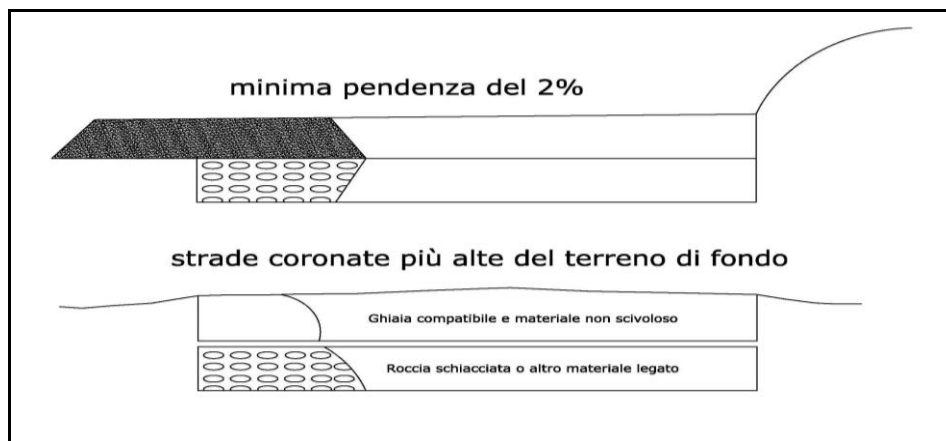 minima pendenza del 2%
strade coronate più alte del terreno di fondo
Ghiaia compatibile e materiale non scivoloso
Roccia schiacciata o altro materiale legato